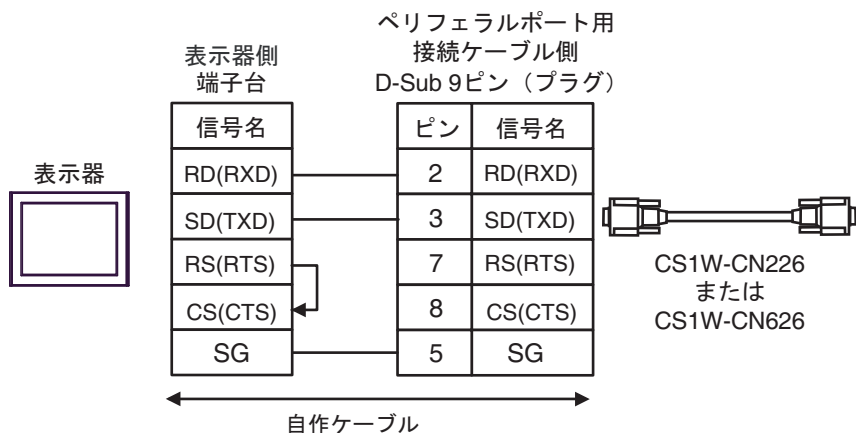 ペリフェラルポート用
接続ケーブル側
D-Sub 9ピン（プラグ）
表示器側
端子台
表示器
信号名 ピン 信号名
RD(RXD) 2 RD(RXD)
SD(TXD) 3 SD(TXD)
RS(RTS) 7 RS(RTS)
CS(CTS) 8 CS(CTS)
SG 5 SG
CS1W-CN226
または
CS1W-CN626
自作ケーブル